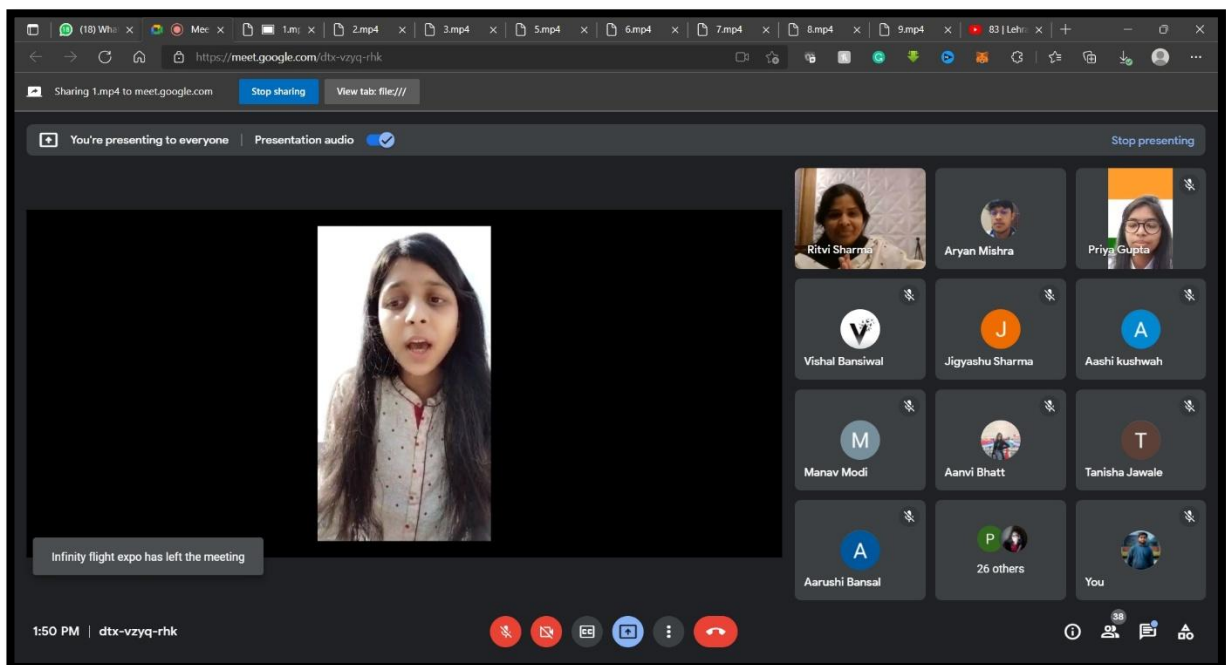 (18) Wha
Mee
1.mp
2.mp4
3.mp4
5.mp4
6.mp4
7.mp4
8.mp4
9.mp4
83 | Lehra
https://meet.google.com/dtx-vzyq-rhk
Sharing 1.mp4 to meet.google.com
Stop sharing
View tab: file:///
You're presenting to everyone | Presentation audio
Stop presenting
Ritvi Sharma
Aryan Mishra
Priya Gupta
V
Vishal Bansiwal
J
Jigyashu Sharma
A
Aashi kushwah
M
Manav Modi
Aanvi Bhatt
T
Tanisha Jawale
A
Aarushi Bansal
P
26 others
You
Infinity flight expo has left the meeting
1:50 PM | dtx-vzyq-rhk
CC
38